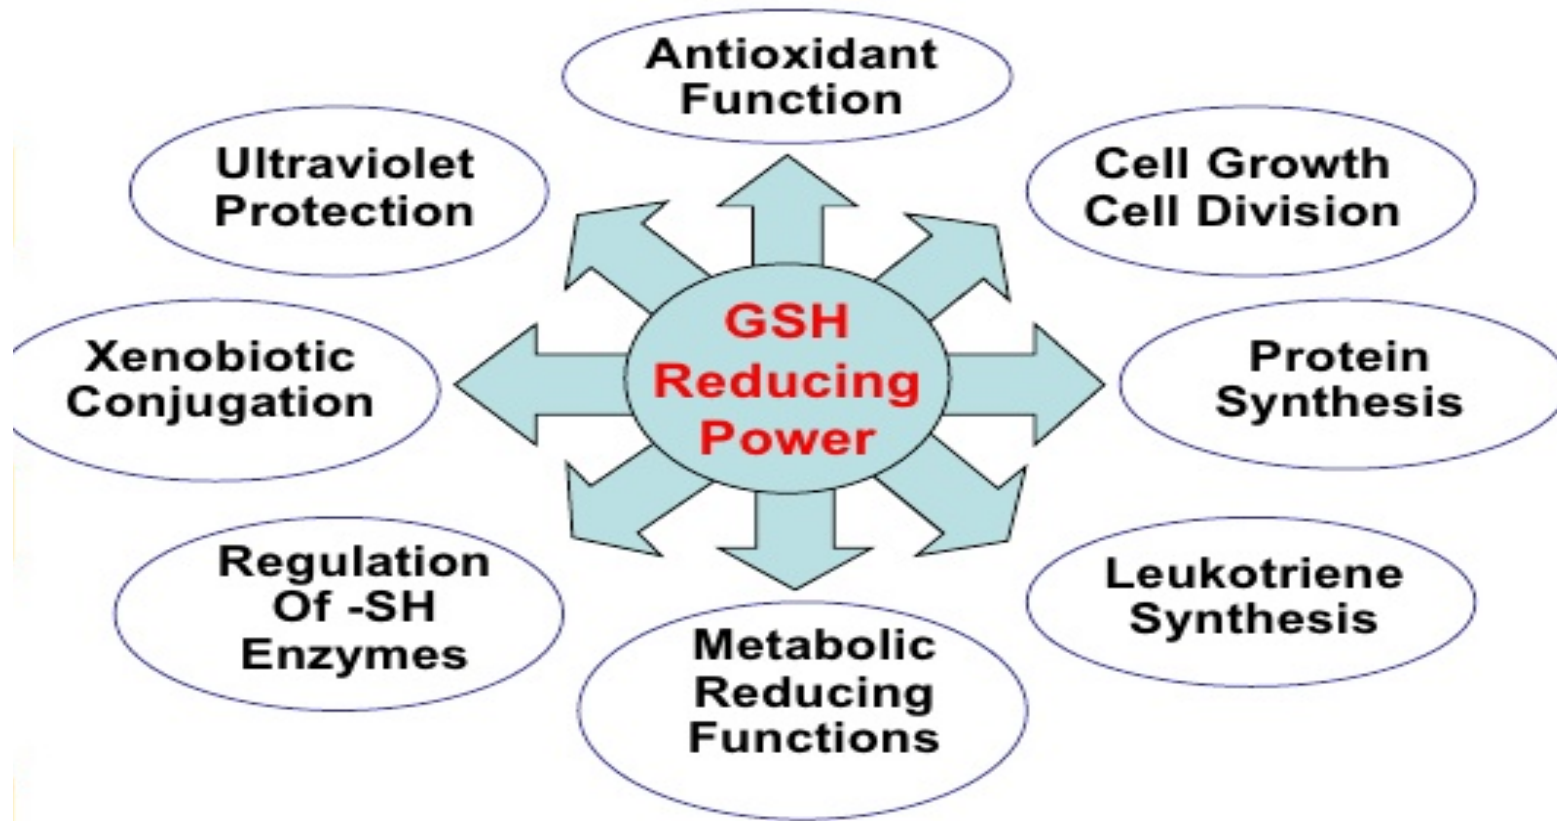 Antioxidant
Function
Ultraviolet
Protection
Cell Growth
Cell Division
GSH
Reducing
Power
Xenobiotic
Conjugation
Protein
Synthesis
Regulation
Of -SH
Enzymes
Leukotriene
Synthesis
Metabolic
Reducing
Functions